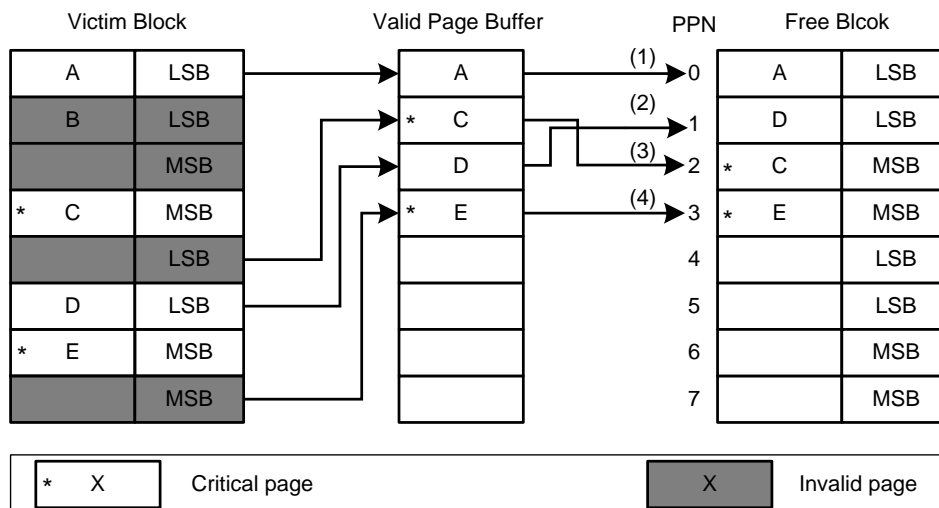 Victim Block Valid Page Buffer PPN Free Blcok
A LSB A (1) 0 A LSB
B LSB * C (2) 1 D LSB
MSB D (3) 2 * C MSB
* C MSB * E (4) 3 * E MSB
LSB 4 LSB
D LSB 5 LSB
* E MSB 6 MSB
MSB 7 MSB
* X Critical page X Invalid page